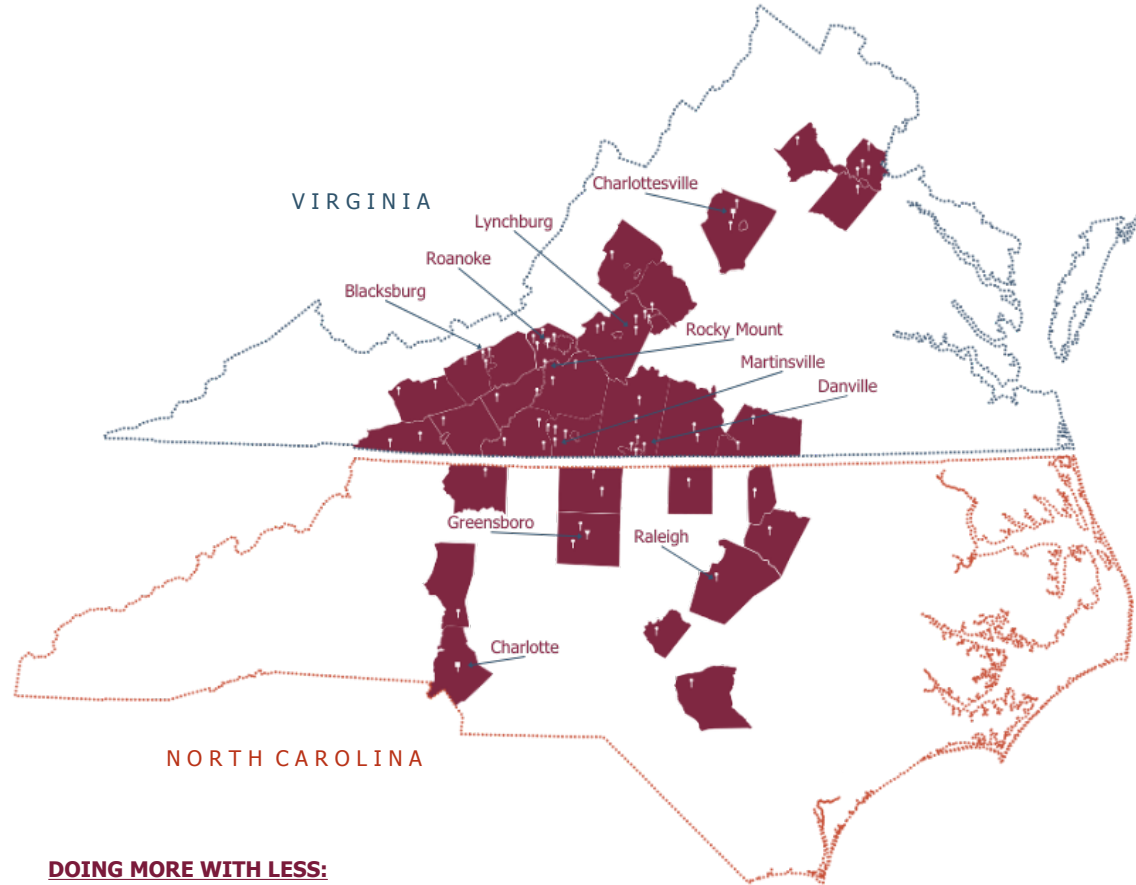 VIRGINIA
Charlottesville
Lynchburg
Roanoke
Blacksburg
Rocky Mount
Martinsville
Danville
Greensboro
Raleigh
Charlotte
NORTH CAROLINA
DOING MORE WITH LESS: